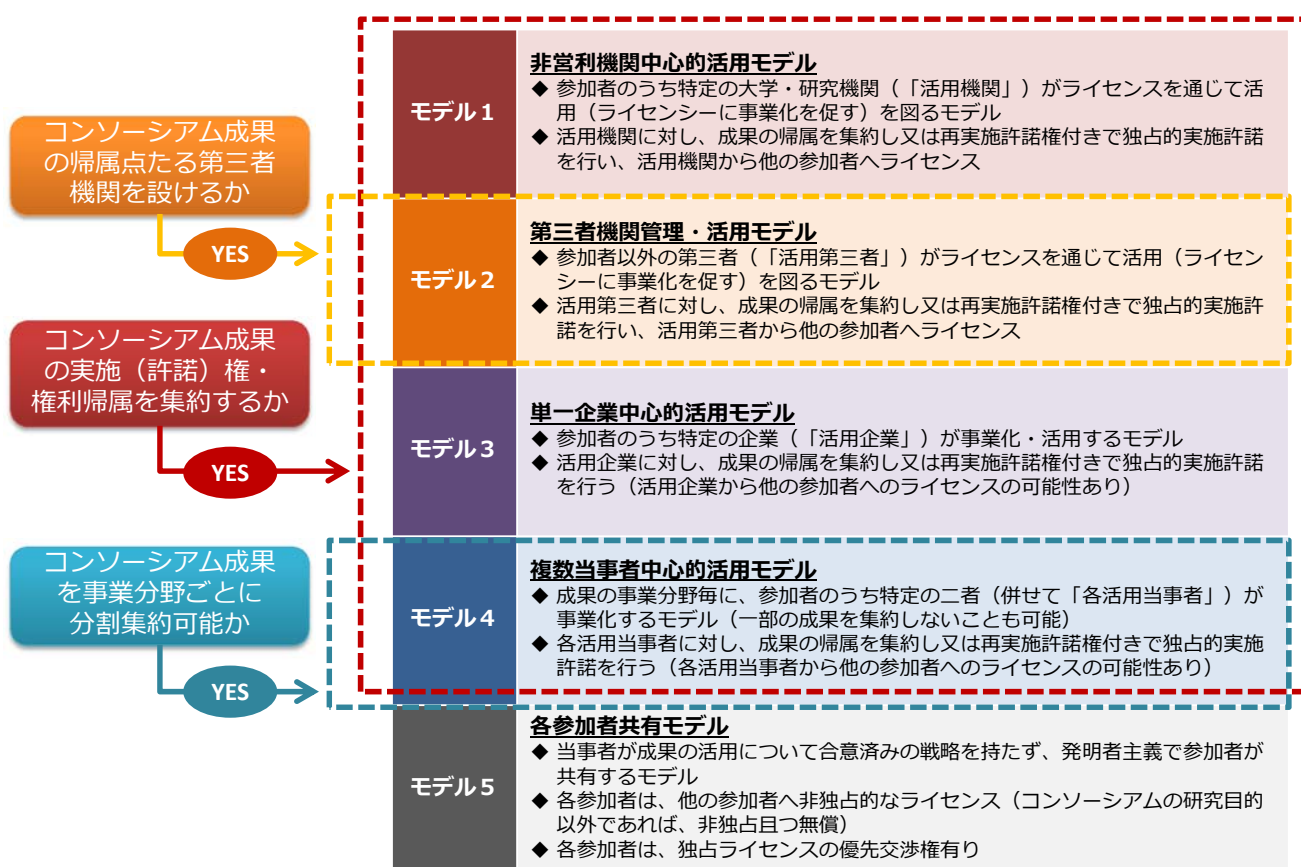 コンソーシアム成果
の帰属点たる第三者
機関を設けるか
YES
コンソーシアム成果
の実施（許諾）権・
権利帰属を集約するか
YES
コンソーシアム成果
を事業分野ごとに
分割集約可能か
YES
モデル１
非営利機関中心的活用モデル
◆ 参加者のうち特定の大学・研究機関（「活用機関」）がライセンスを通じて活
用（ライセンシーに事業化を促す）を図るモデル
◆ 活用機関に対し、成果の帰属を集約し又は再実施許諾権付きで独占的実施許諾
を行い、活用機関から他の参加者へライセンス
モデル２
第三者機関管理・活用モデル
◆ 参加者以外の第三者（「活用第三者」）がライセンスを通じて活用（ライセン
シーに事業化を促す）を図るモデル
◆ 活用第三者に対し、成果の帰属を集約し又は再実施許諾権付きで独占的実施許
諾を行い、活用第三者から他の参加者へライセンス
モデル３
単一企業中心的活用モデル
◆ 参加者のうち特定の企業（「活用企業」）が事業化・活用するモデル
◆ 活用企業に対し、成果の帰属を集約し又は再実施許諾権付きで独占的実施許諾
を行う（活用企業から他の参加者へのライセンスの可能性あり）
モデル４
複数当事者中心的活用モデル
◆ 成果の事業分野毎に、参加者のうち特定の二者（併せて「各活用当事者」）が
事業化するモデル（一部の成果を集約しないことも可能）
◆ 各活用当事者に対し、成果の帰属を集約し又は再実施許諾権付きで独占的実施
許諾を行う（各活用当事者から他の参加者へのライセンスの可能性あり）
モデル５
各参加者共有モデル
◆ 当事者が成果の活用について合意済みの戦略を持たず、発明者主義で参加者が
共有するモデル
◆ 各参加者は、他の参加者へ非独占的なライセンス（コンソーシアムの研究目的
以外であれば、非独占且つ無償）
◆ 各参加者は、独占ライセンスの優先交渉権有り